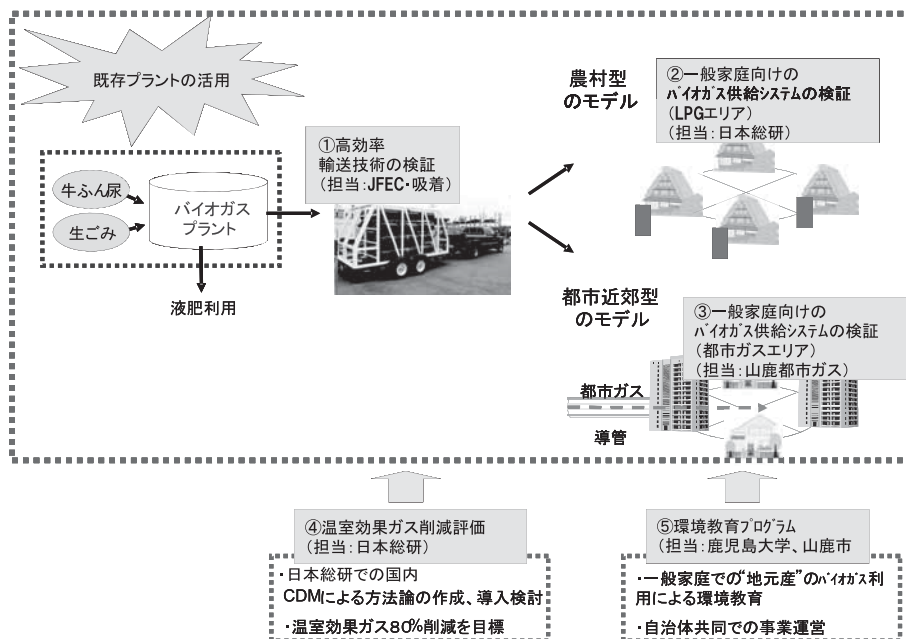 既存プラントの活用
牛ふん尿
生ごみ
バイオガス
プラント
液肥利用
①高効率
輸送技術の検証
(担当:JFEC・吸着)
農村型
のモデル
②一般家庭向けの
バイオガス供給システムの検証
(LPGエリア)
(担当:日本総研)
都市近郊型
のモデル
③一般家庭向けの
バイオガス供給システムの検証
(都市ガスエリア)
(担当:山鹿都市ガス)
都市ガス
導管
④温室効果ガス削減評価
(担当:日本総研)
・日本総研での国内
CDMによる方法論の作成、導入検討
・温室効果ガス80%削減を目標
⑤環境教育プログラム
(担当:鹿児島大学、山鹿市
・一般家庭での“地元産”のバイオガス利
用による環境教育
・自治体共同での事業運営